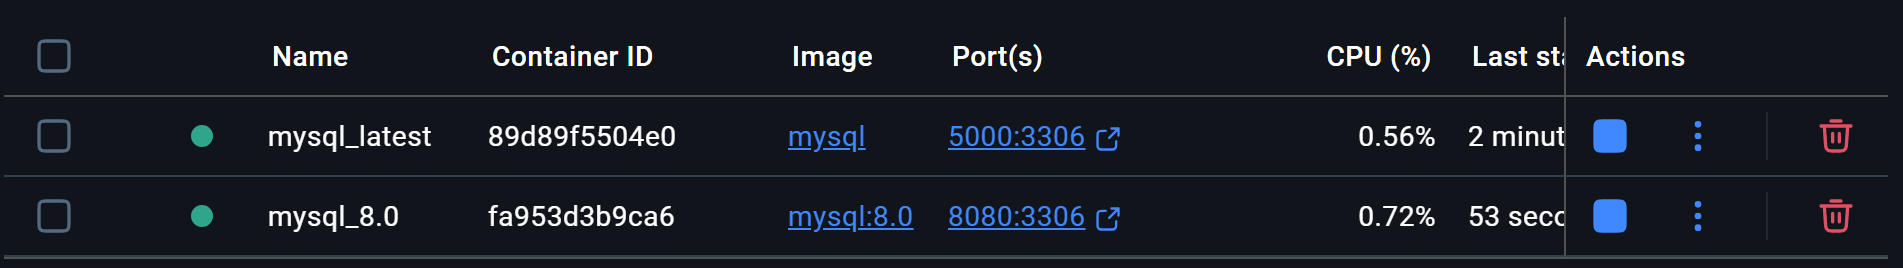 Name Container ID Image Port(s) CPU (%) Last sta Actions
mysql_latest 89d89f5504e0 mysql 5000:3306 0.56% 2 minut
mysql_8.0 fa953d3b9ca6 mysql:8.0 8080:3306 0.72% 53 seco